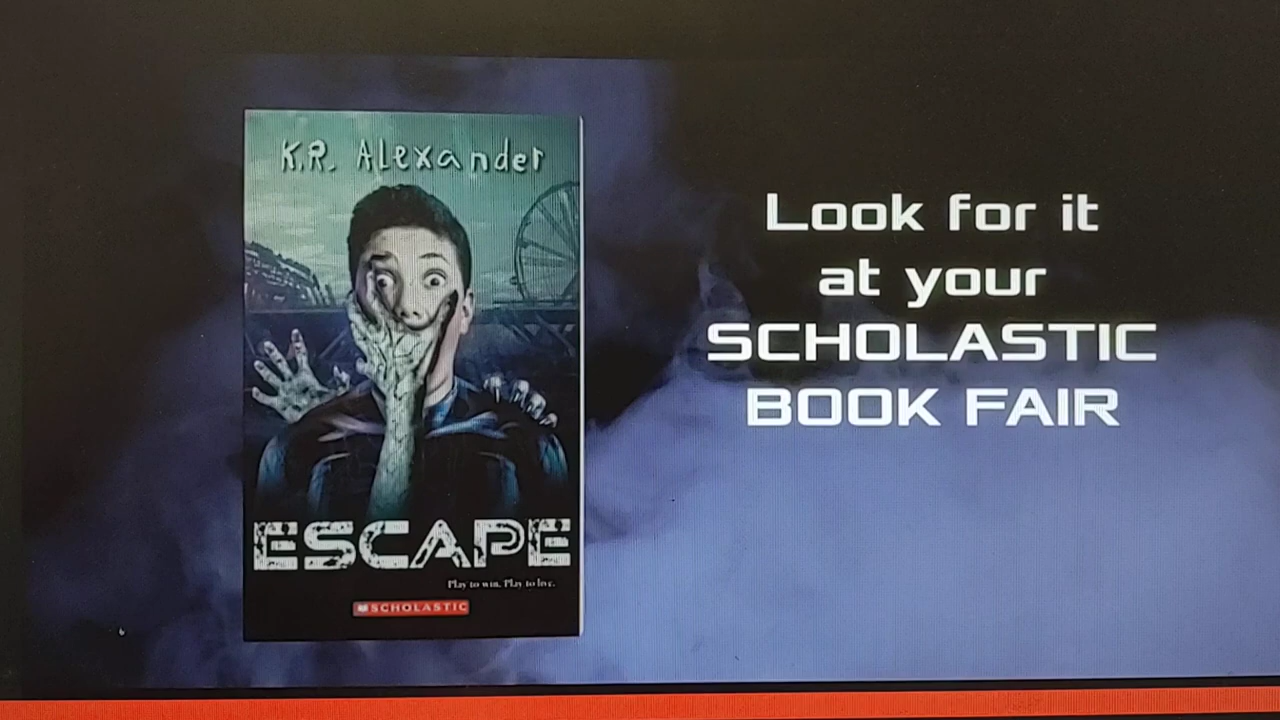 K.R. Alexander
ESCAPE
Play to win. Play to live.
SCHOLASTIC
Look for it
at your
SCHOLASTIC
BOOK FAIR